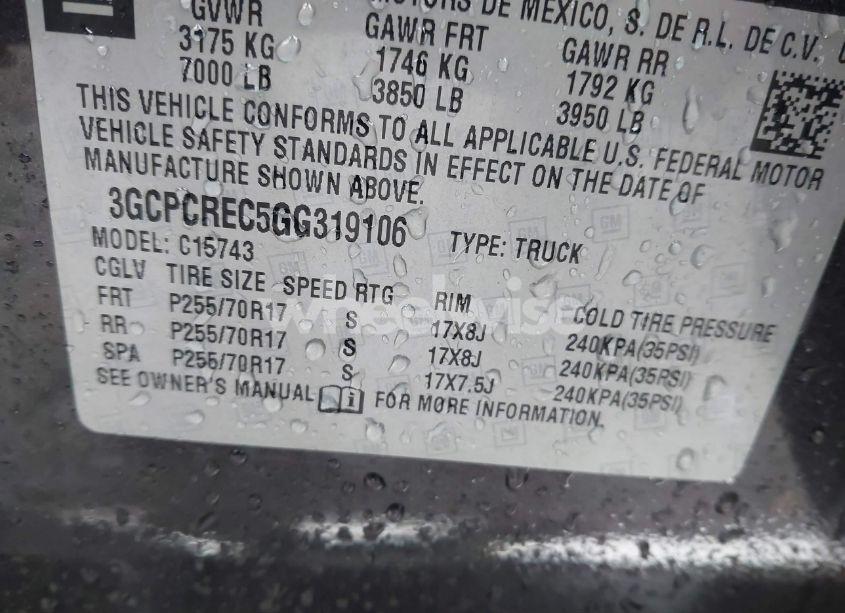 MOTORS DE MEXICO, S. DE R.L. DE C.V.
GVWR GAWR FRT GAWR RR
3175 KG 1746 KG 1792 KG
7000 LB 3850 LB 3950 LB
THIS VEHICLE CONFORMS TO ALL APPLICABLE U.S. FEDERAL MOTOR
VEHICLE SAFETY STANDARDS IN EFFECT ON THE DATE OF
MANUFACTURE SHOWN ABOVE.
3GCPCREC5GG319106 TYPE: TRUCK
MODEL: C15743
CGLV TIRE SIZE SPEED RTG RIM COLD TIRE PRESSURE
FRT P255/70R17 S 17X8J 240KPA(35PSI)
RR P255/70R17 S 17X8J 240KPA(35PSI)
SPA P255/70R17 S 17X7.5J 240KPA(35PSI)
SEE OWNER'S MANUAL i FOR MORE INFORMATION.
wheelwise